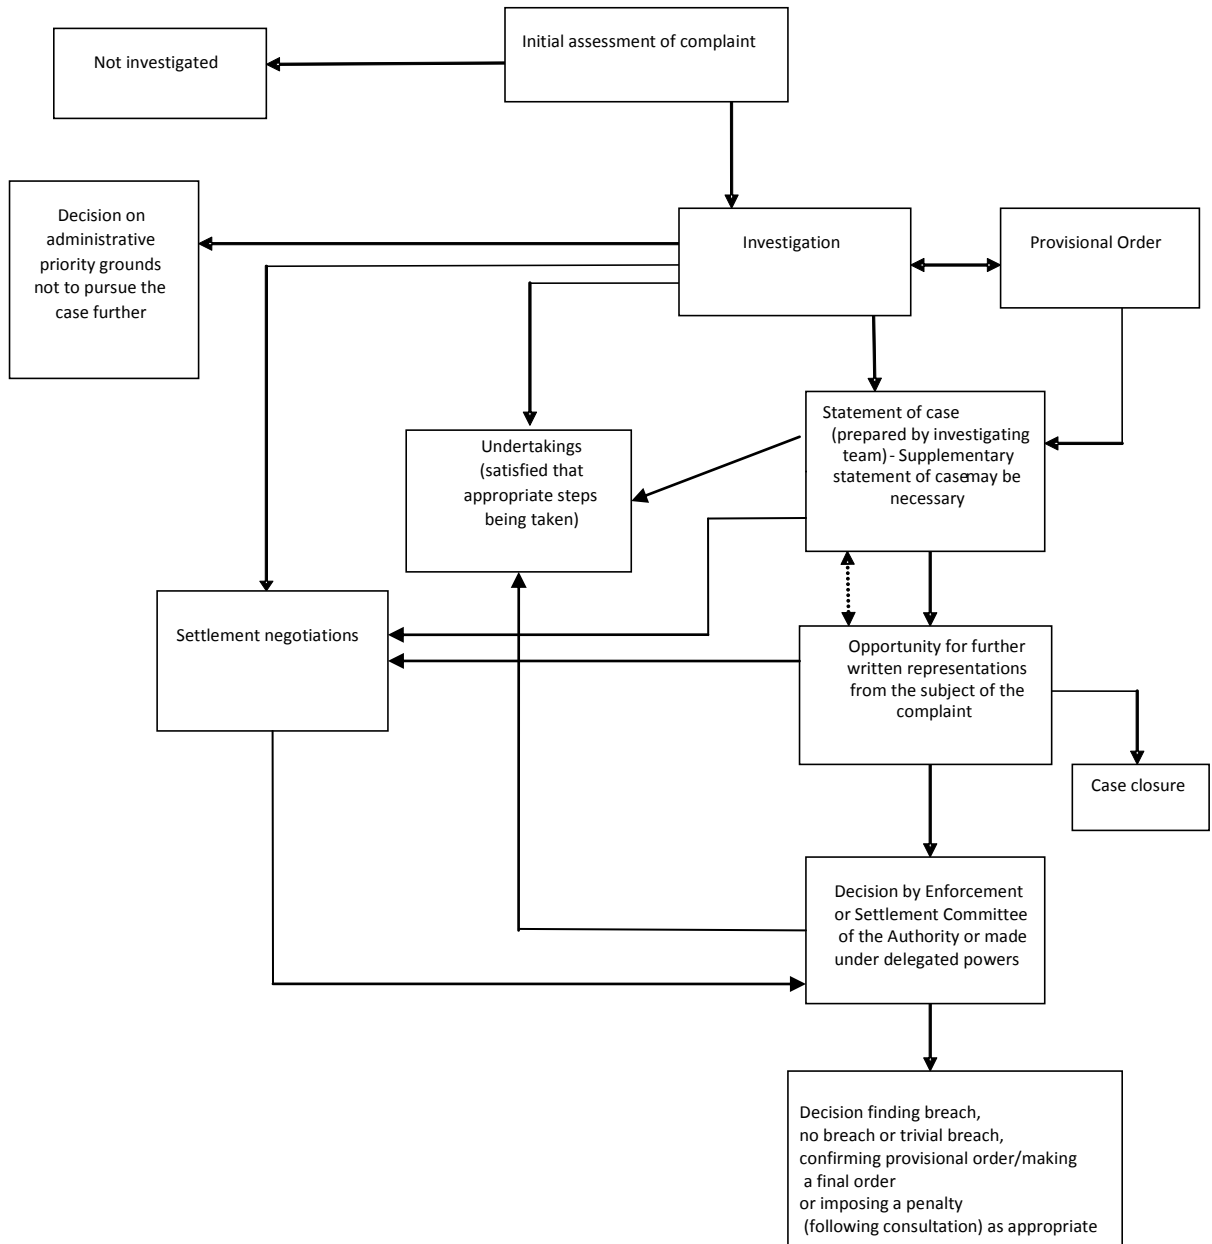 Initial assessment of complaint
Not investigated
Decision on
administrative
priority grounds
not to pursue the
case further
Investigation
Provisional Order
Statement of case
(prepared by investigating
team) - Supplementary
statement of casemay be
necessary
Undertakings
(satisfied that
appropriate steps
being taken)
Settlement negotiations
Opportunity for further
written representations
from the subject of the
complaint
Case closure
Decision by Enforcement
or Settlement Committee
of the Authority or made
under delegated powers
Decision finding breach,
no breach or trivial breach,
confirming provisional order/making
a final order
or imposing a penalty
(following consultation) as appropriate